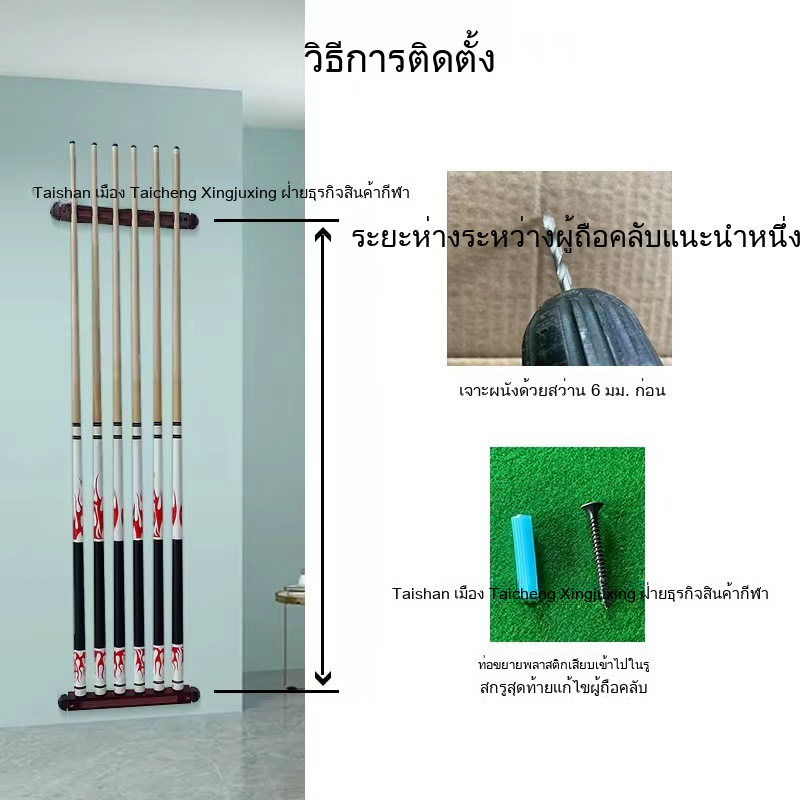 วิธีการติดตั้ง
Taishan เมือง Taicheng Xingjuxing ฝ่ายธุรกิจสินค้ากีฬา
ระยะห่างระหว่างผู้ถือคลับแนะนำหนึ่ง
เจาะผนังด้วยสว่าน 6 มม. ก่อน
Taishan เมือง Taicheng Xingjuxing ฝ่ายธุรกิจสินค้ากีฬา
ท่อขยายพลาสติกเสียบเข้าไปในรู
สกรูสุดท้ายแก้ไขผู้ถือคลับ